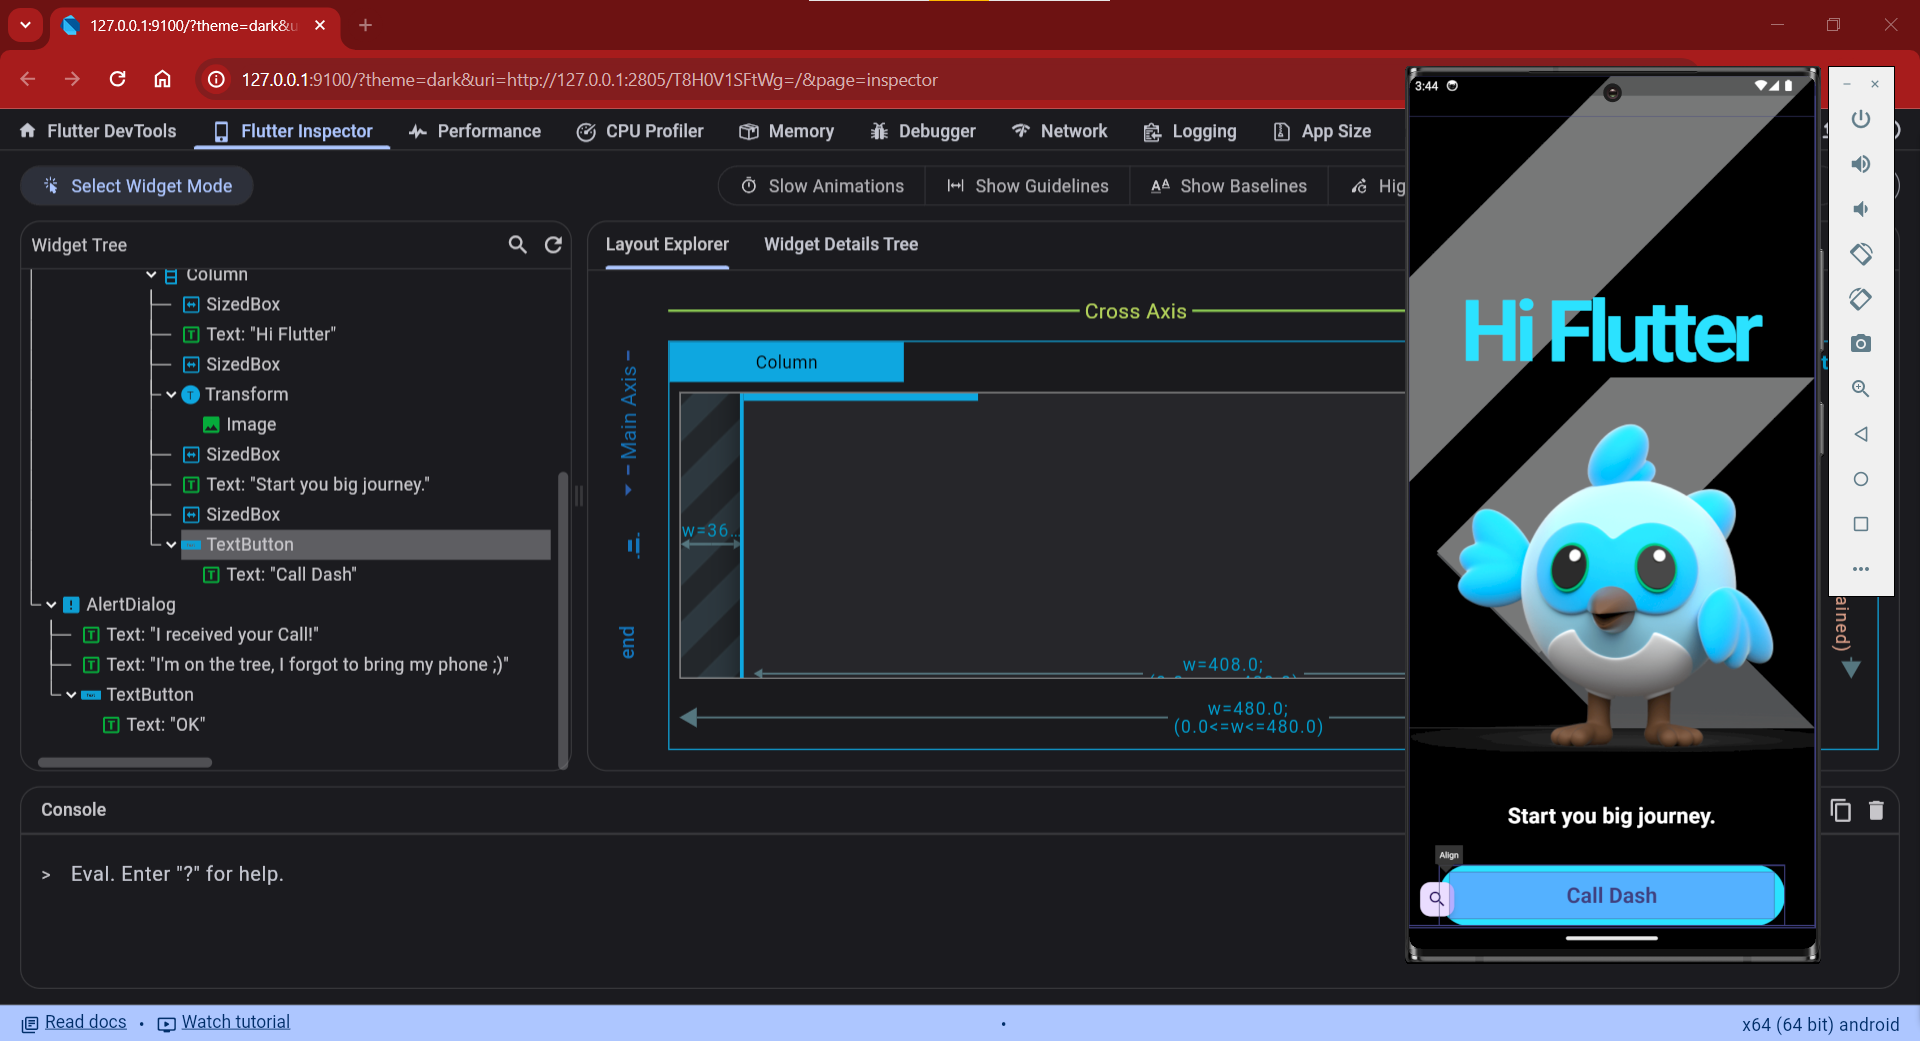 127.0.0.1:9100/?theme=dark&u
127.0.0.1:9100/?theme=dark&uri=http://127.0.0.1:2805/T8H0V1SFtWg=/&page=inspector
Flutter DevTools
Flutter Inspector
Performance
CPU Profiler
Memory
Debugger
Network
Logging
App Size
Select Widget Mode
Slow Animations
Show Guidelines
Show Baselines
Hig
Widget Tree
Column
SizedBox
Text: "Hi Flutter"
SizedBox
Transform
Image
SizedBox
Text: "Start you big journey."
SizedBox
TextButton
Text: "Call Dash"
AlertDialog
Text: "I received your Call!"
Text: "I'm on the tree, I forgot to bring my phone ;)"
TextButton
Text: "OK"
Layout Explorer
Widget Details Tree
Cross Axis
Main Axis
Column
w=36...
end
w=408.0;
w=480.0;
(0.0<=w<=480.0)
ained)
Console
> Eval. Enter "?" for help.
3:44
Hi Flutter
Start you big journey.
Align
Call Dash
Read docs
•
Watch tutorial
•
x64 (64 bit) android